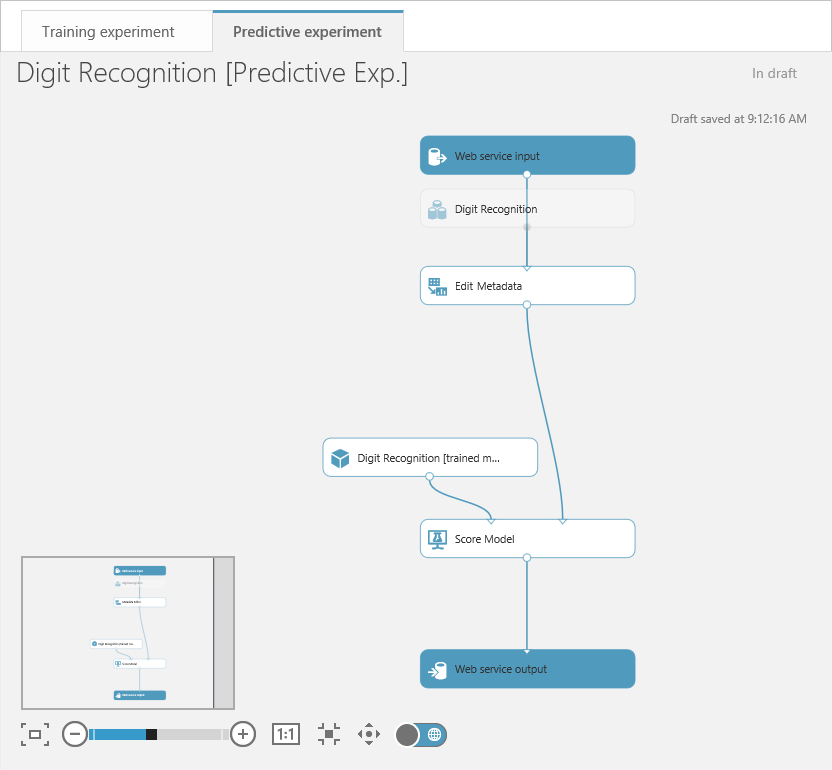 Training experiment
Predictive experiment
Digit Recognition [Predictive Exp.]
In draft
Draft saved at 9:12:16 AM
Web service input
Digit Recognition
Edit Metadata
Digit Recognition [trained m...
Score Model
Web service output
1:1